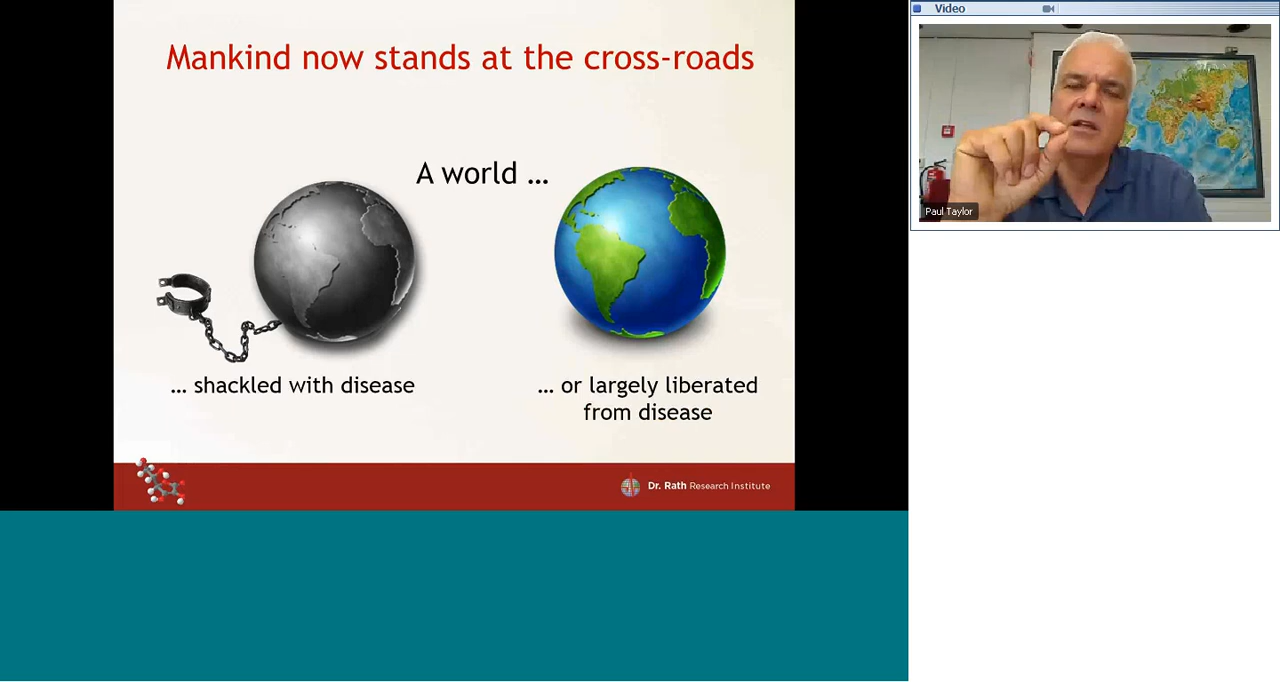 Mankind now stands at the cross-roads
A world ...
... shackled with disease
... or largely liberated
from disease
Dr. Rath Research Institute
Video
Paul Taylor